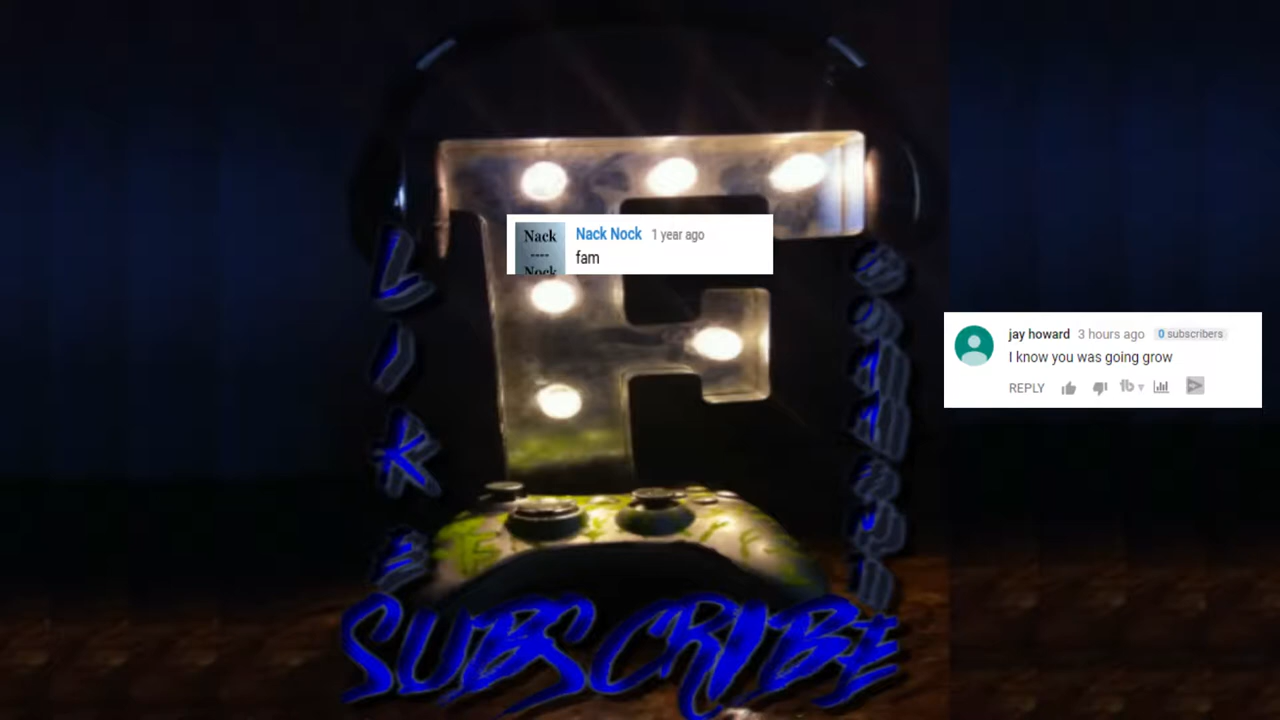 F
L
I
K
E
Nack
----
Nock
Nack Nock 1 year ago
fam
jay howard 3 hours ago 0 subscribers
I know you was going grow
REPLY
SUBSCRIBE